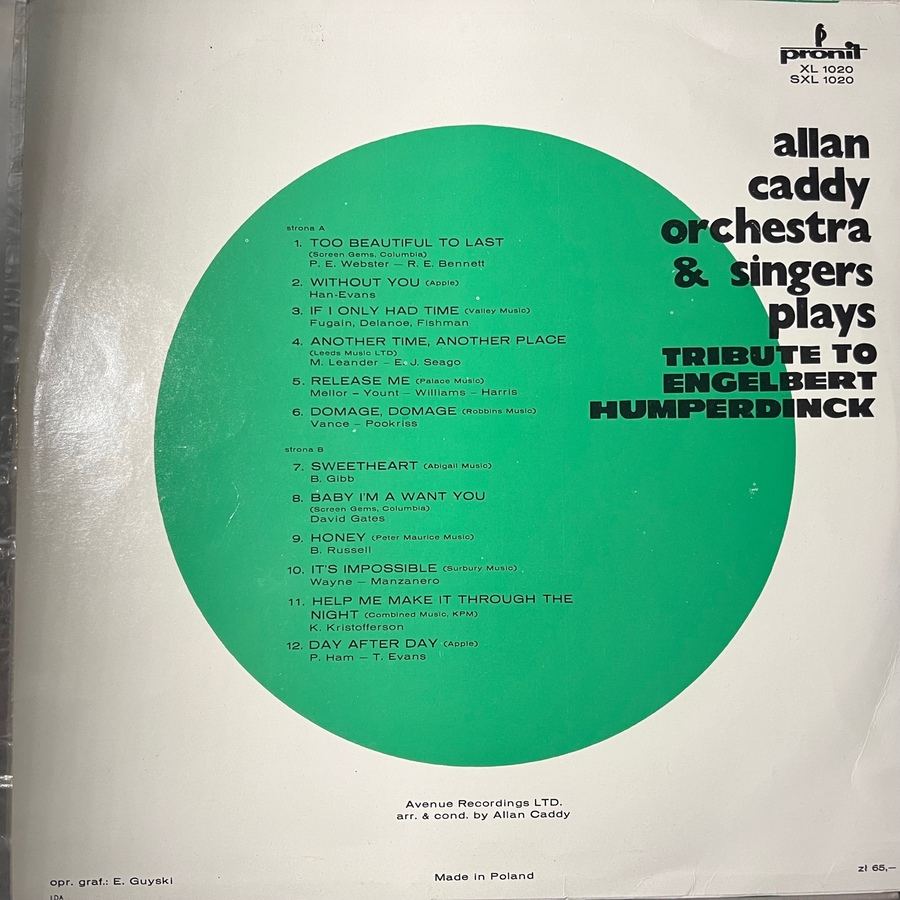 pronit
XL 1020
SXL 1020
allan
caddy
orchestra
& singers
plays
TRIBUTE TO
ENGELBERT
HUMPERDINCK
strona A
1. TOO BEAUTIFUL TO LAST
(Screen Gems, Columbia)
P. E. Webster — R. E. Bennett
2. WITHOUT YOU (Apple)
Han-Evans
3. IF I ONLY HAD TIME (Valley Music)
Fugain, Delanoe, Fishman
4. ANOTHER TIME, ANOTHER PLACE
(Leeds Music LTD)
M. Leander — E. J. Seago
5. RELEASE ME (Palace Music)
Mellor — Yount — Williams — Harris
6. DOMAGE, DOMAGE (Robbins Music)
Vance — Pookriss
strona B
7. SWEETHEART (Abigail Music)
B. Gibb
8. BABY I'M A WANT YOU
(Screen Gems, Columbia)
David Gates
9. HONEY (Peter Maurice Music)
B. Russell
10. IT'S IMPOSSIBLE (Surbury Music)
Wayne — Manzanero
11. HELP ME MAKE IT THROUGH THE
NIGHT (Combined Music, KPM)
K. Kristofferson
12. DAY AFTER DAY (Apple)
P. Ham — T. Evans
Avenue Recordings LTD.
arr. & cond. by Allan Caddy
opr. graf.: E. Guyski
Made in Poland
zł 65,—